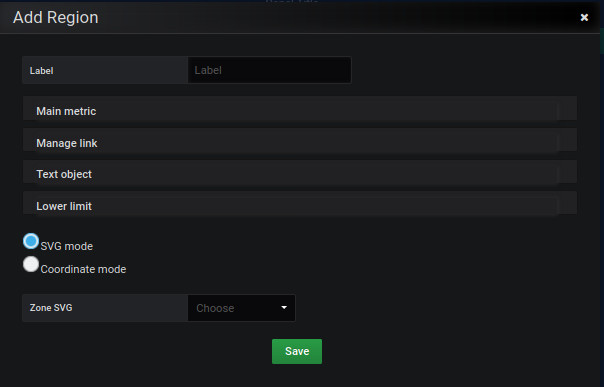 Add Region
Label Label
Main metric
Manage link
Text object
Lower limit
SVG mode
Coordinate mode
Zone SVG Choose
Save